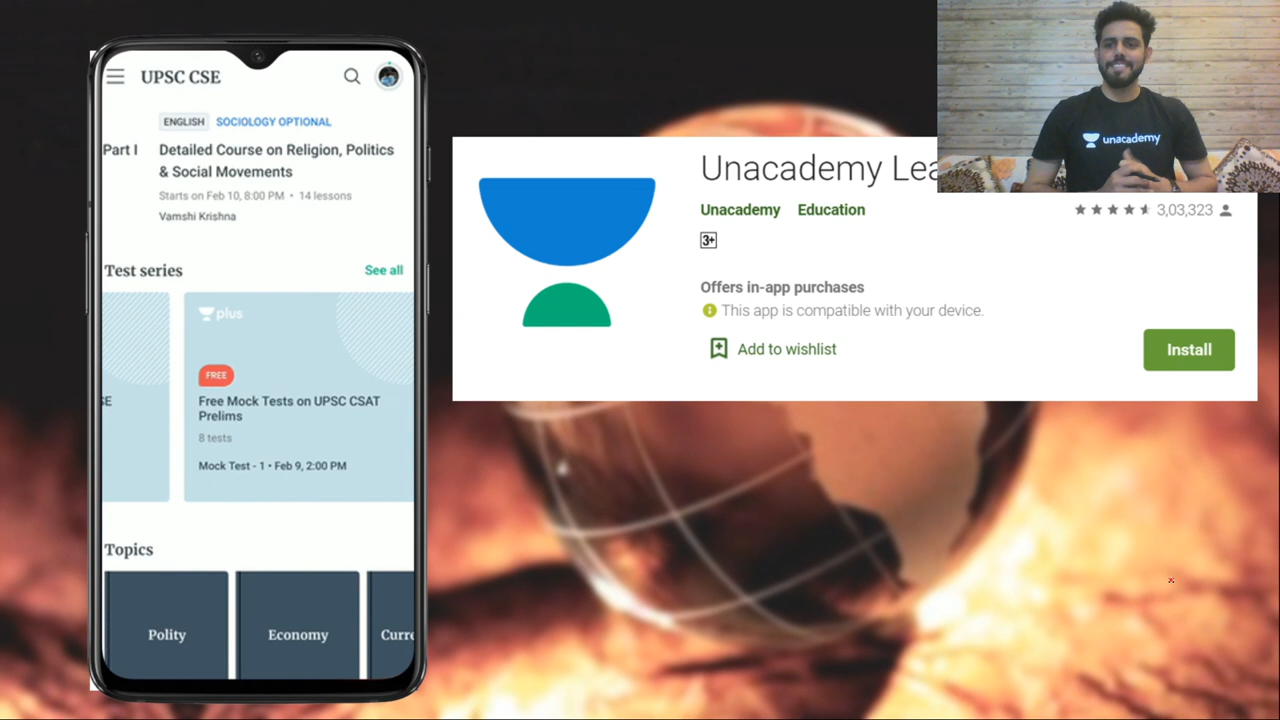 UPSC CSE
ENGLISH SOCIOLOGY OPTIONAL
Part I
Detailed Course on Religion, Politics
& Social Movements
Starts on Feb 10, 8:00 PM • 14 lessons
Vamshi Krishna
Test series See all
plus
FREE
SE
Free Mock Tests on UPSC CSAT
Prelims
8 tests
Mock Test - 1 • Feb 9, 2:00 PM
Topics
Polity Economy Curre
Unacademy Lea
Unacademy Education 3,03,323
3+
Offers in-app purchases
This app is compatible with your device.
Add to wishlist
Install
unacademy